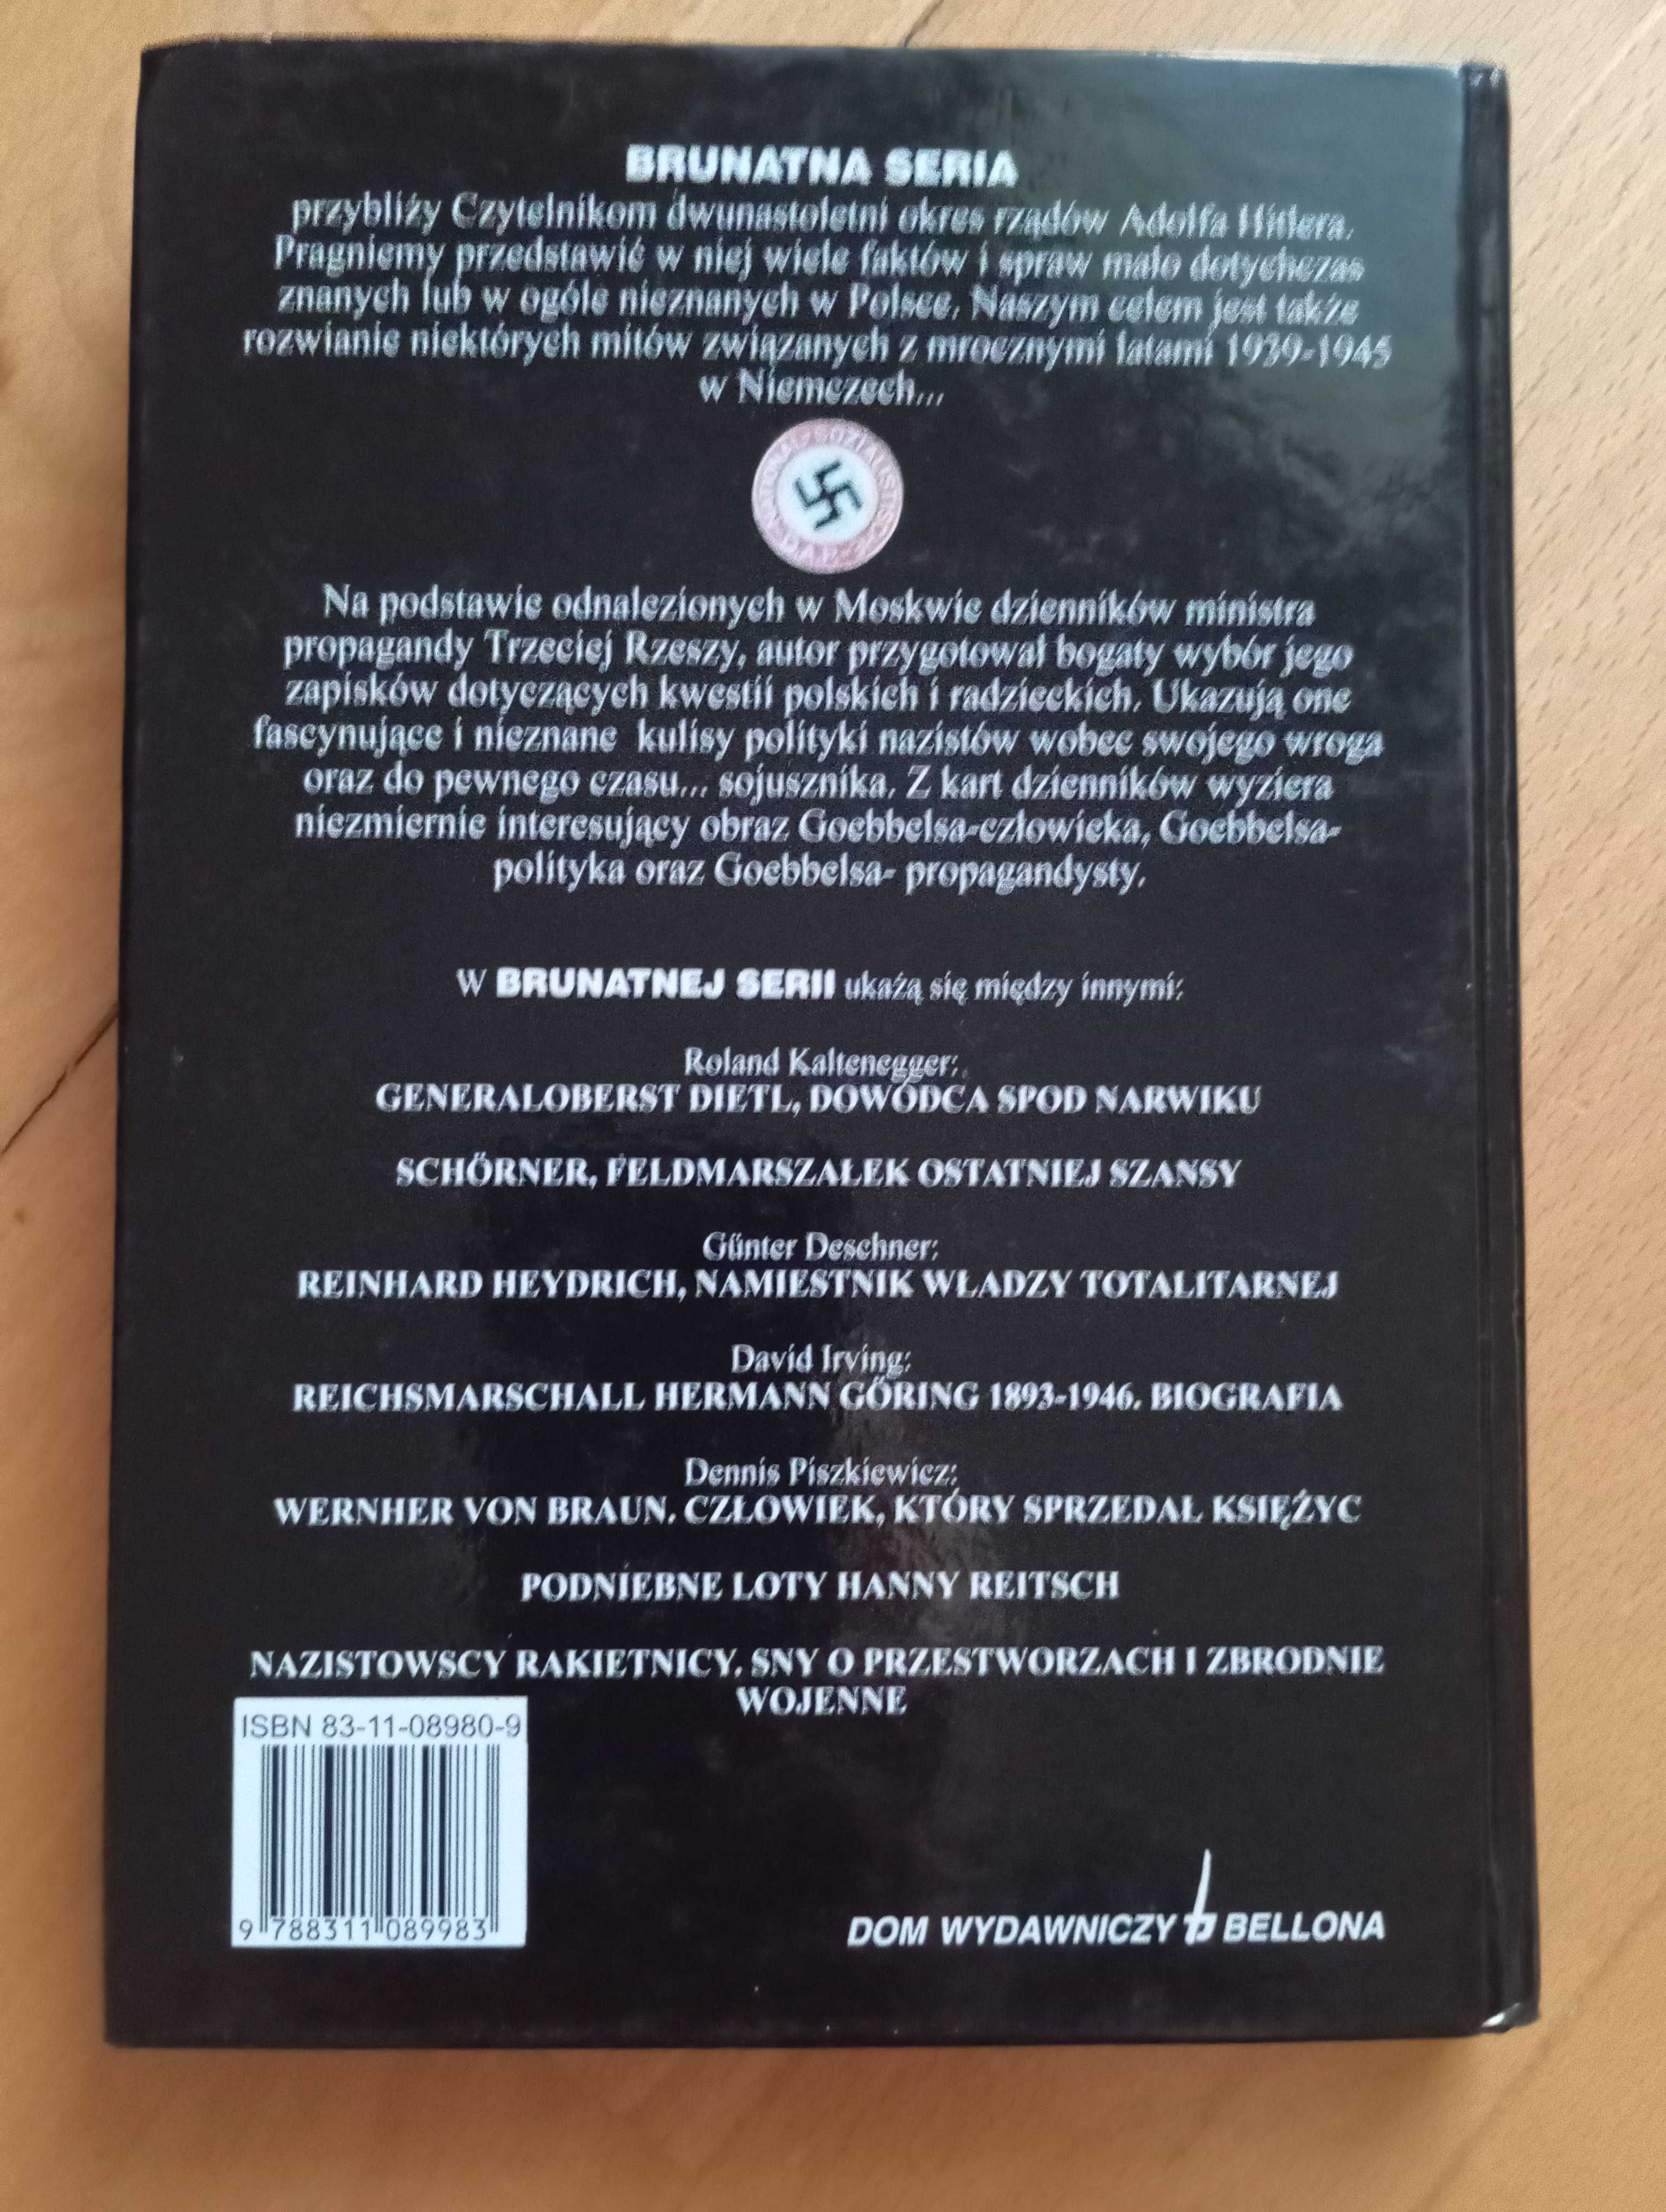 BRUNATNA SERIA
przybliży Czytelnikom dwunastoletni okres rządów Adolfa Hitlera.
Pragniemy przedstawić w niej wiele faktów i spraw mało dotychczas
znanych lub w ogóle nieznanych w Polsce. Naszym celem jest także
rozwianie niektórych mitów związanych z mrocznymi latami 1939-1945
w Niemczech...
Na podstawie odnalezionych w Moskwie dzienników ministra
propagandy Trzeciej Rzeszy, autor przygotował bogaty wybór jego
zapisków dotyczących kwestii polskich i radzieckich. Ukazują one
fascynujące i nieznane kulisy polityki nazistów wobec swojego wroga
oraz do pewnego czasu... sojusznika. Z kart dzienników wyziera
niezmiernie interesujący obraz Goebbelsa-człowieka, Goebbelsa-
polityka oraz Goebbelsa- propagandysty.
W BRUNATNEJ SERII ukażą się między innymi:
Roland Kaltenegger:
GENERALOBERST DIETL, DOWÓDCA SPOD NARWIKU
SCHÖRNER, FELDMARSZAŁEK OSTATNIEJ SZANSY
Günter Deschner:
REINHARD HEYDRICH, NAMIESTNIK WŁADZY TOTALITARNEJ
David Irving:
REICHSMARSCHALL HERMANN GÖRING 1893-1946. BIOGRAFIA
Dennis Piszkiewicz:
WERNHER VON BRAUN. CZŁOWIEK, KTÓRY SPRZEDAŁ KSIĘŻYC
PODNIEBNE LOTY HANNY REITSCH
NAZISTOWSCY RAKIETNICY. SNY O PRZESTWORZACH I ZBRODNIE
WOJENNE
ISBN 83-11-08980-9
9 788311 089983
DOM WYDAWNICZY BELLONA